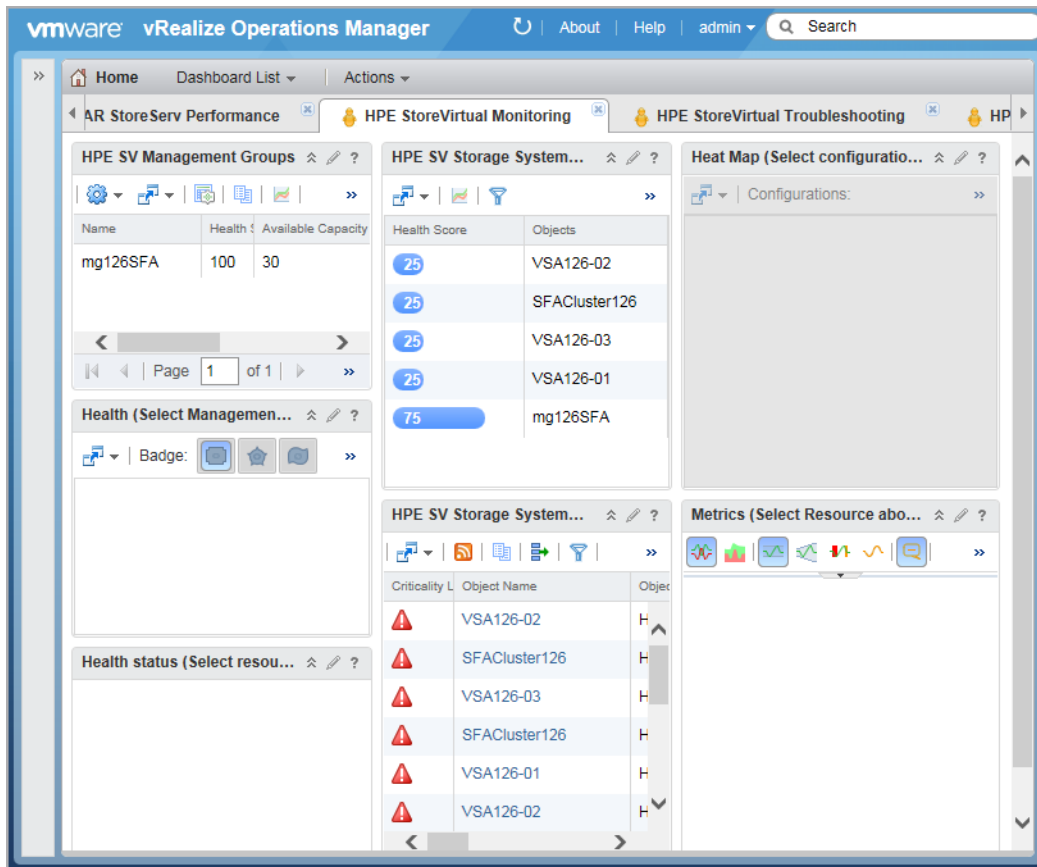 vmware vRealize Operations Manager About Help admin Search
Home Dashboard List Actions
AR StoreServ Performance HPE StoreVirtual Monitoring HPE StoreVirtual Troubleshooting HP
HPE SV Management Groups ?
Name Health S Available Capacity
mg126SFA 100 30
Page 1 of 1
Health (Select Managemen... ?
Badge:
Health status (Select resou... ?
HPE SV Storage System... ?
Health Score Objects
25 VSA126-02
25 SFACluster126
25 VSA126-03
25 VSA126-01
75 mg126SFA
HPE SV Storage System... ?
Criticality L Object Name Objec
VSA126-02 H
SFACluster126 H
VSA126-03 H
SFACluster126 H
VSA126-01 H
VSA126-02 H
Heat Map (Select configuratio... ?
Configurations:
Metrics (Select Resource abo... ?